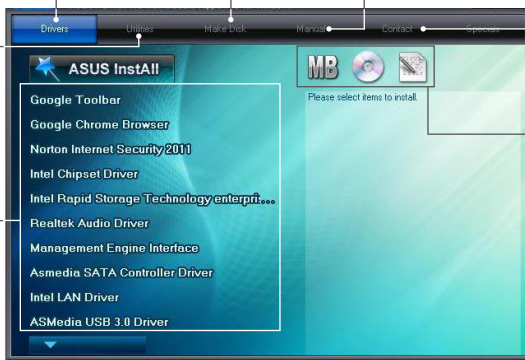 Drivers Utilities Make Disk Manual Contact Specials
ASUS InstAll
MB
Please select items to install.
Google Toolbar
Google Chrome Browser
Norton Internet Security 2011
Intel Chipset Driver
Intel Rapid Storage Technology enterpri...
Realtek Audio Driver
Management Engine Interface
Asmedia SATA Controller Driver
Intel LAN Driver
ASMedia USB 3.0 Driver